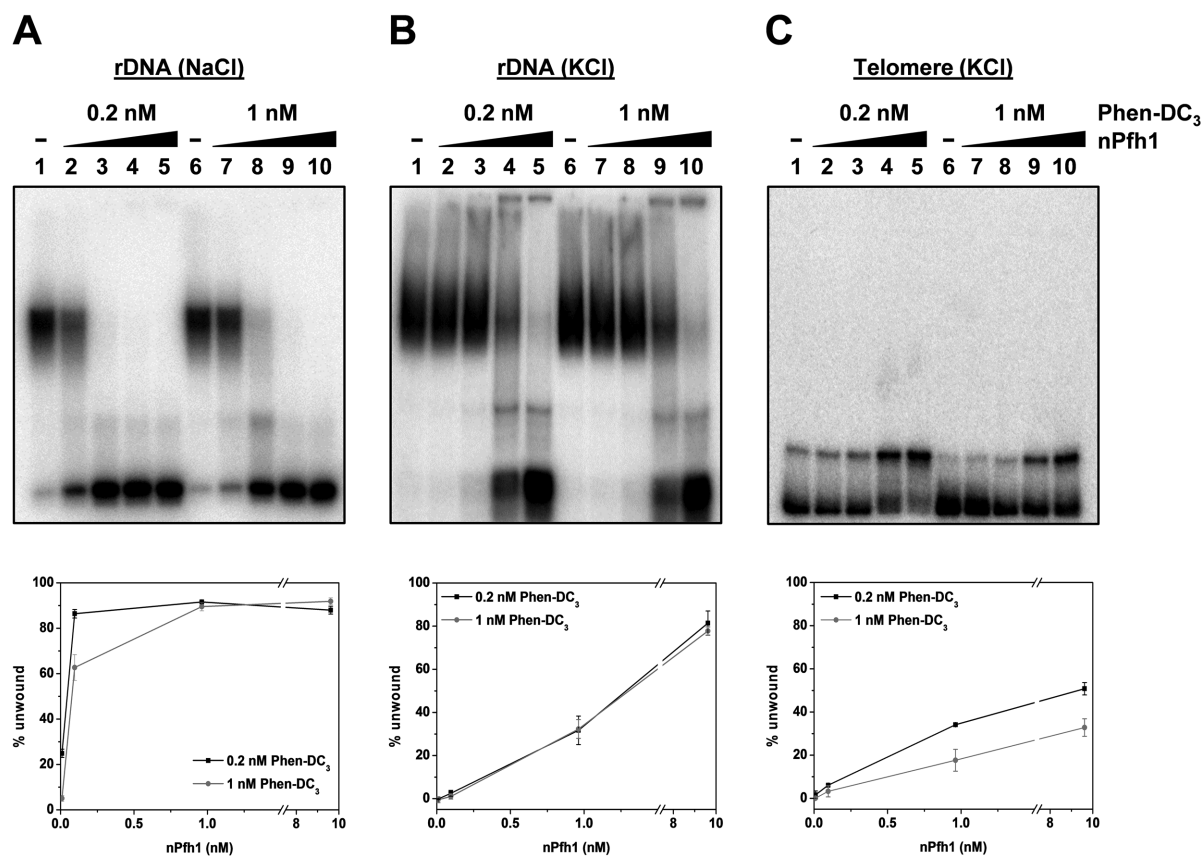 A
rDNA (NaCl)
0.2 nM 1 nM
– –
1 2 3 4 5 6 7 8 9 10
B
rDNA (KCl)
0.2 nM 1 nM
– –
1 2 3 4 5 6 7 8 9 10
C
Telomere (KCl)
0.2 nM 1 nM Phen-DC3
– – nPfh1
1 2 3 4 5 6 7 8 9 10
100
80
60
40
20
0
% unwound
0.2 nM Phen-DC3
1 nM Phen-DC3
0.0 0.5 1.0 8 10
nPfh1 (nM)
100
80
60
40
20
0
% unwound
0.2 nM Phen-DC3
1 nM Phen-DC3
0.0 0.5 1.0 8 10
nPfh1 (nM)
100
80
60
40
20
0
% unwound
0.2 nM Phen-DC3
1 nM Phen-DC3
0.0 0.5 1.0 8 10
nPfh1 (nM)